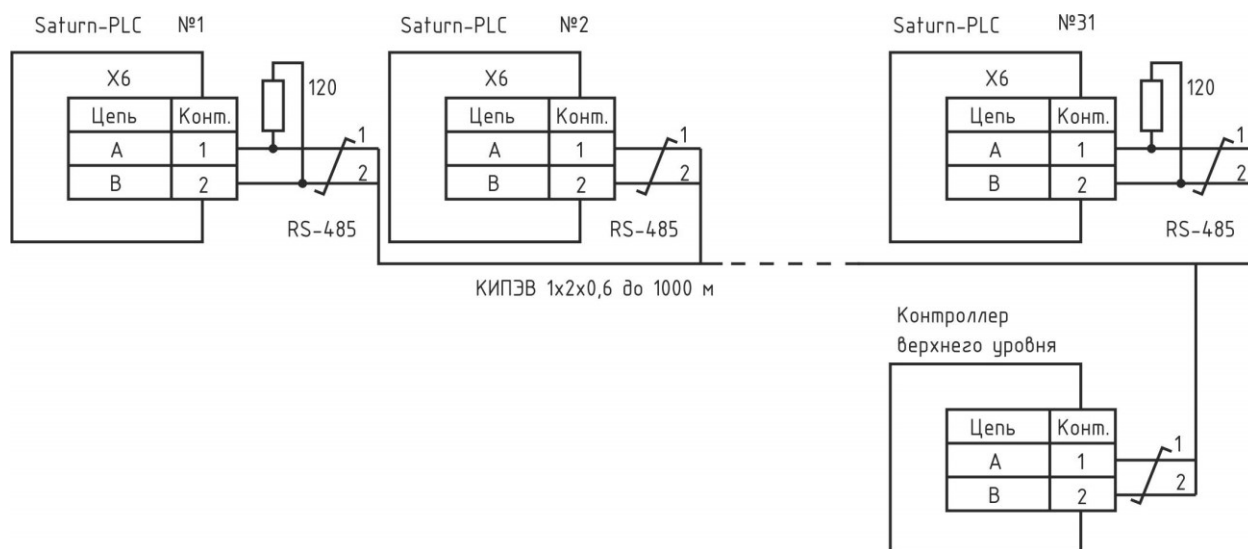 Saturn-PLC №1
X6
120
Цепь Конт.
A 1
B 2
1
2
RS-485
Saturn-PLC №2
X6
Цепь Конт.
A 1
B 2
1
2
RS-485
Saturn-PLC №31
X6
120
Цепь Конт.
A 1
B 2
1
2
RS-485
КИПЭВ 1x2x0,6 до 1000 м
Контроллер
верхнего уровня
Цепь Конт.
A 1
B 2
1
2